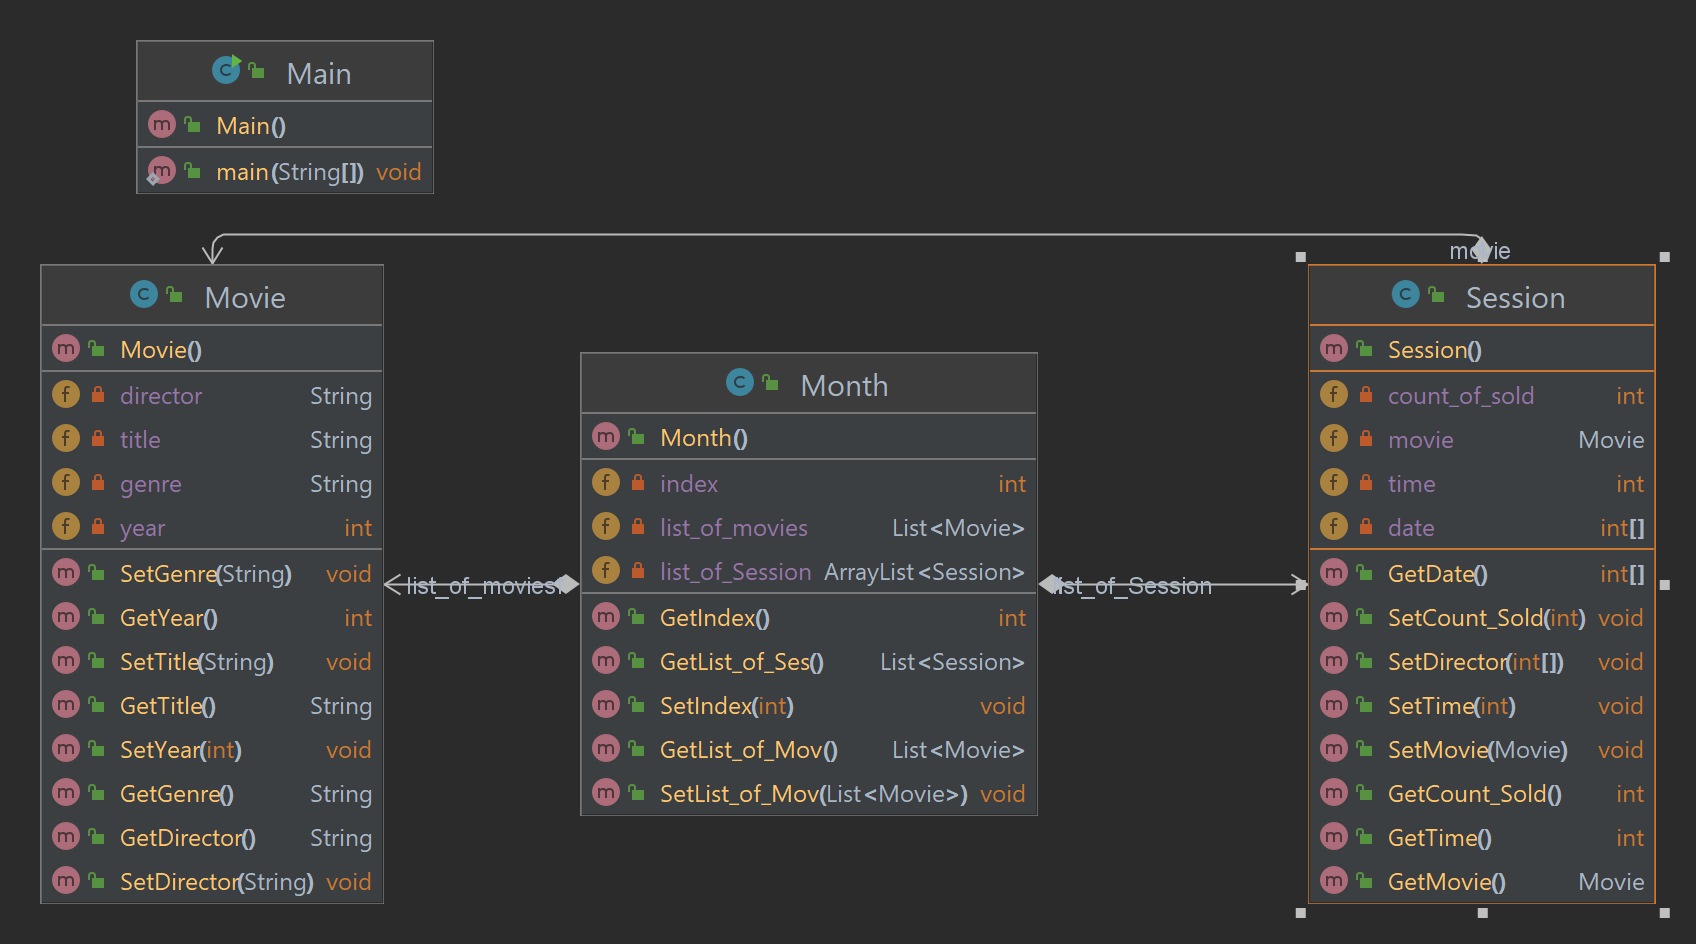 Main
Main()
main(String[]) void
movie
Movie
Movie()
director String
title String
genre String
year int
SetGenre(String) void
GetYear() int
SetTitle(String) void
GetTitle() String
SetYear(int) void
GetGenre() String
GetDirector() String
SetDirector(String) void
list_of_movies
Month
Month()
index int
list_of_movies List<Movie>
list_of_Session ArrayList<Session>
GetIndex() int
GetList_of_Ses() List<Session>
SetIndex(int) void
GetList_of_Mov() List<Movie>
SetList_of_Mov(List<Movie>) void
list_of_Session
Session
Session()
count_of_sold int
movie Movie
time int
date int[]
GetDate() int[]
SetCount_Sold(int) void
SetDirector(int[]) void
SetTime(int) void
SetMovie(Movie) void
GetCount_Sold() int
GetTime() int
GetMovie() Movie